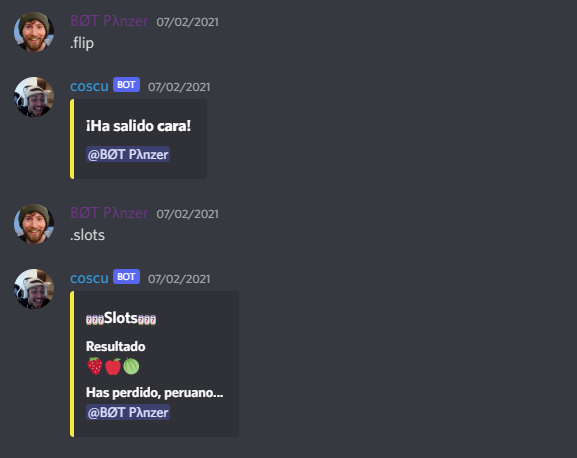 BØT Pλnzer 07/02/2021
.flip
coscu BOT 07/02/2021
¡Ha salido cara!
@BØT Pλnzer
BØT Pλnzer 07/02/2021
.slots
coscu BOT 07/02/2021
🎰Slots🎰
Resultado
🍓🍎🍈
Has perdido, peruano...
@BØT Pλnzer